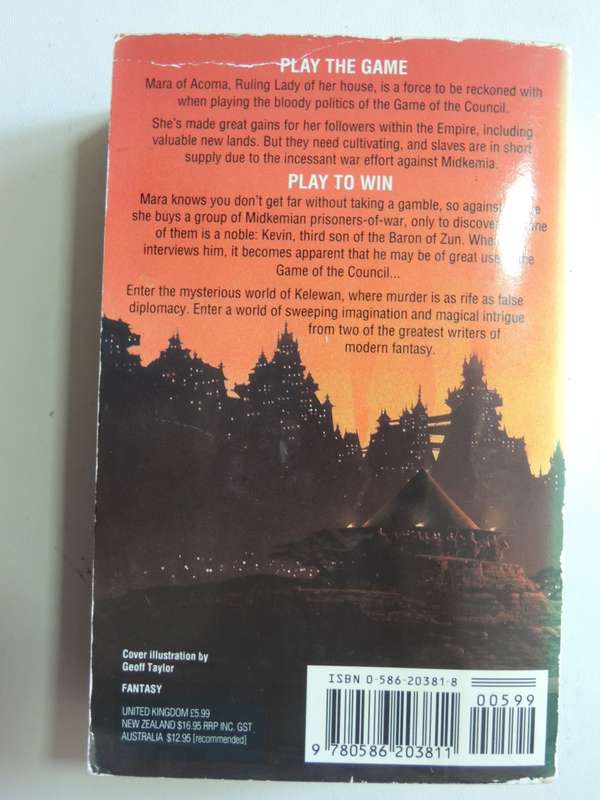 PLAY THE GAME
Mara of Acoma, Ruling Lady of her house, is a force to be reckoned with
when playing the bloody politics of the Game of the Council.
She's made great gains for her followers within the Empire, including
valuable new lands. But they need cultivating, and slaves are in short
supply due to the incessant war effort against Midkemia.
PLAY TO WIN
Mara knows you don't get far without taking a gamble, so against
she buys a group of Midkemian prisoners-of-war, only to discover one
of them is a noble: Kevin, third son of the Baron of Zun. When
interviews him, it becomes apparent that he may be of great use the
Game of the Council...
Enter the mysterious world of Kelewan, where murder is as rife as false
diplomacy. Enter a world of sweeping imagination and magical intrigue
from two of the greatest writers of
modern fantasy.
Cover illustration by
Geoff Taylor
FANTASY
UNITED KINGDOM £5.99
NEW ZEALAND $16.95 RRP INC. GST
AUSTRALIA $12.95 [recommended]
ISBN 0-586-20381-8
00599
9 780586 203811